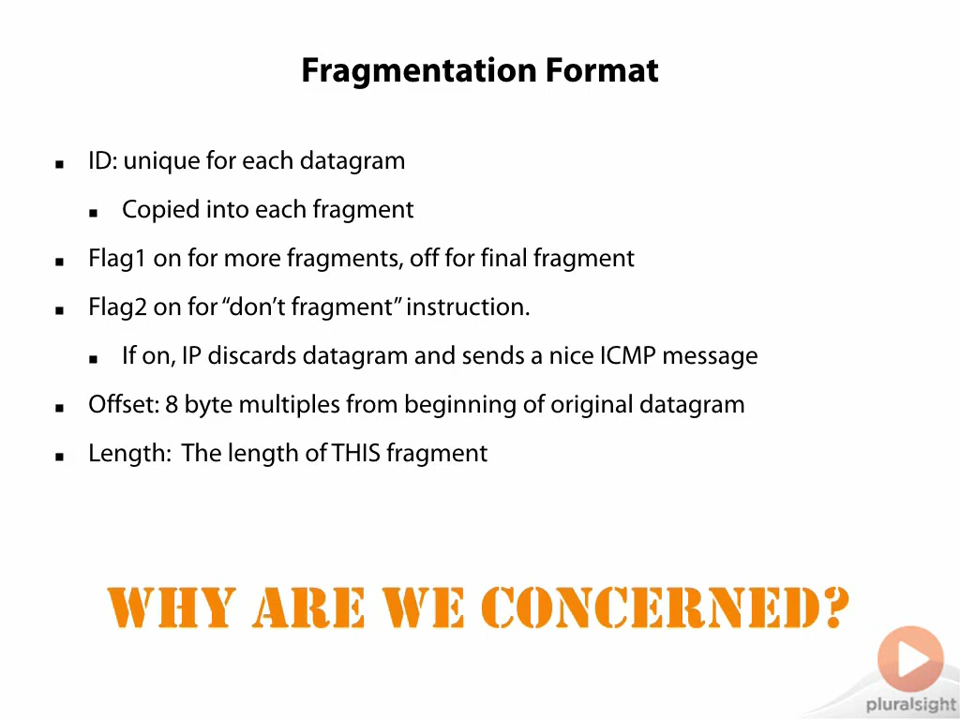 Fragmentation Format
ID: unique for each datagram
Copied into each fragment
Flag1 on for more fragments, off for final fragment
Flag2 on for “don’t fragment” instruction.
If on, IP discards datagram and sends a nice ICMP message
Offset: 8 byte multiples from beginning of original datagram
Length:  The length of THIS fragment
WHY ARE WE CONCERNED?
pluralsight